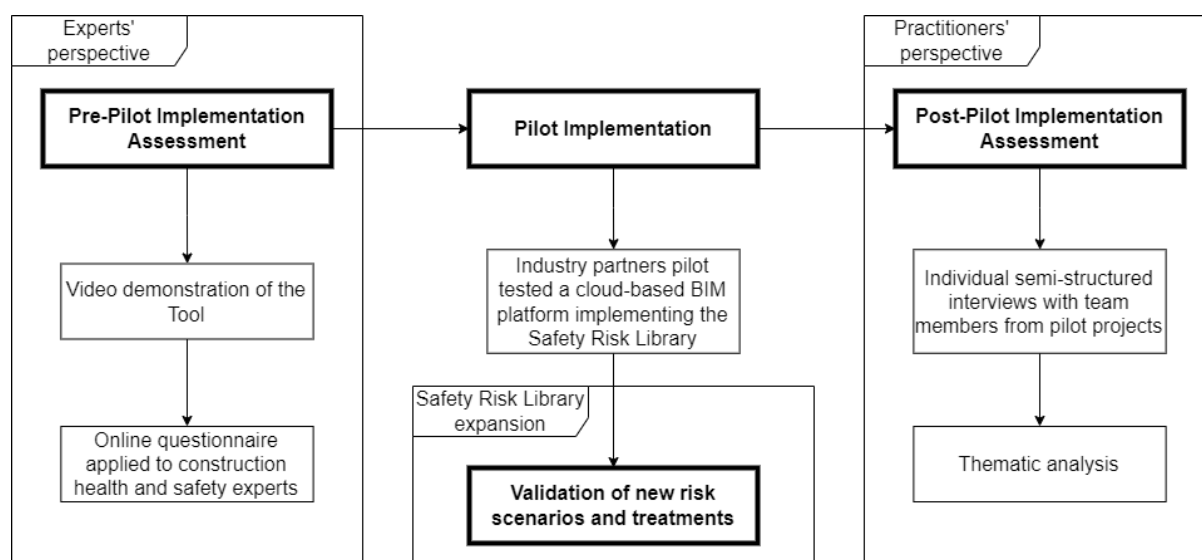 Experts'
perspective
Pre-Pilot Implementation
Assessment
Video demonstration of the
Tool
Online questionnaire
applied to construction
health and safety experts
Pilot Implementation
Industry partners pilot
tested a cloud-based BIM
platform implementing the
Safety Risk Library
Safety Risk Library
expansion
Validation of new risk
scenarios and treatments
Practitioners'
perspective
Post-Pilot Implementation
Assessment
Individual semi-structured
interviews with team
members from pilot projects
Thematic analysis